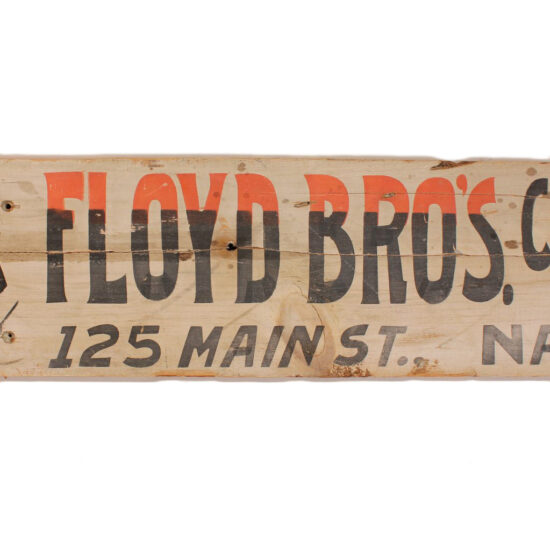 FLOYD BRO'S.
125 MAIN ST.,